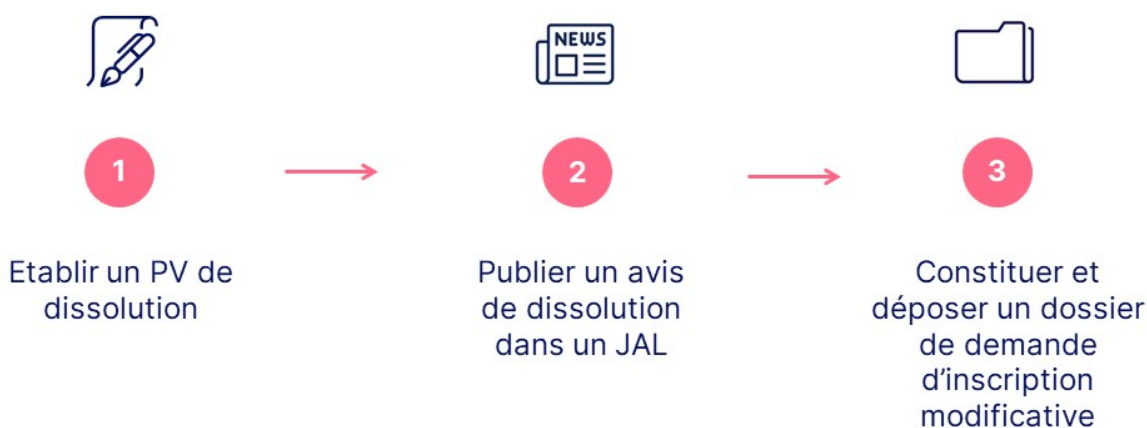 NEWS
1
2
3
Etablir un PV de
dissolution
Publier un avis
de dissolution
dans un JAL
Constituer et
déposer un dossier
de demande
d'inscription
modificative